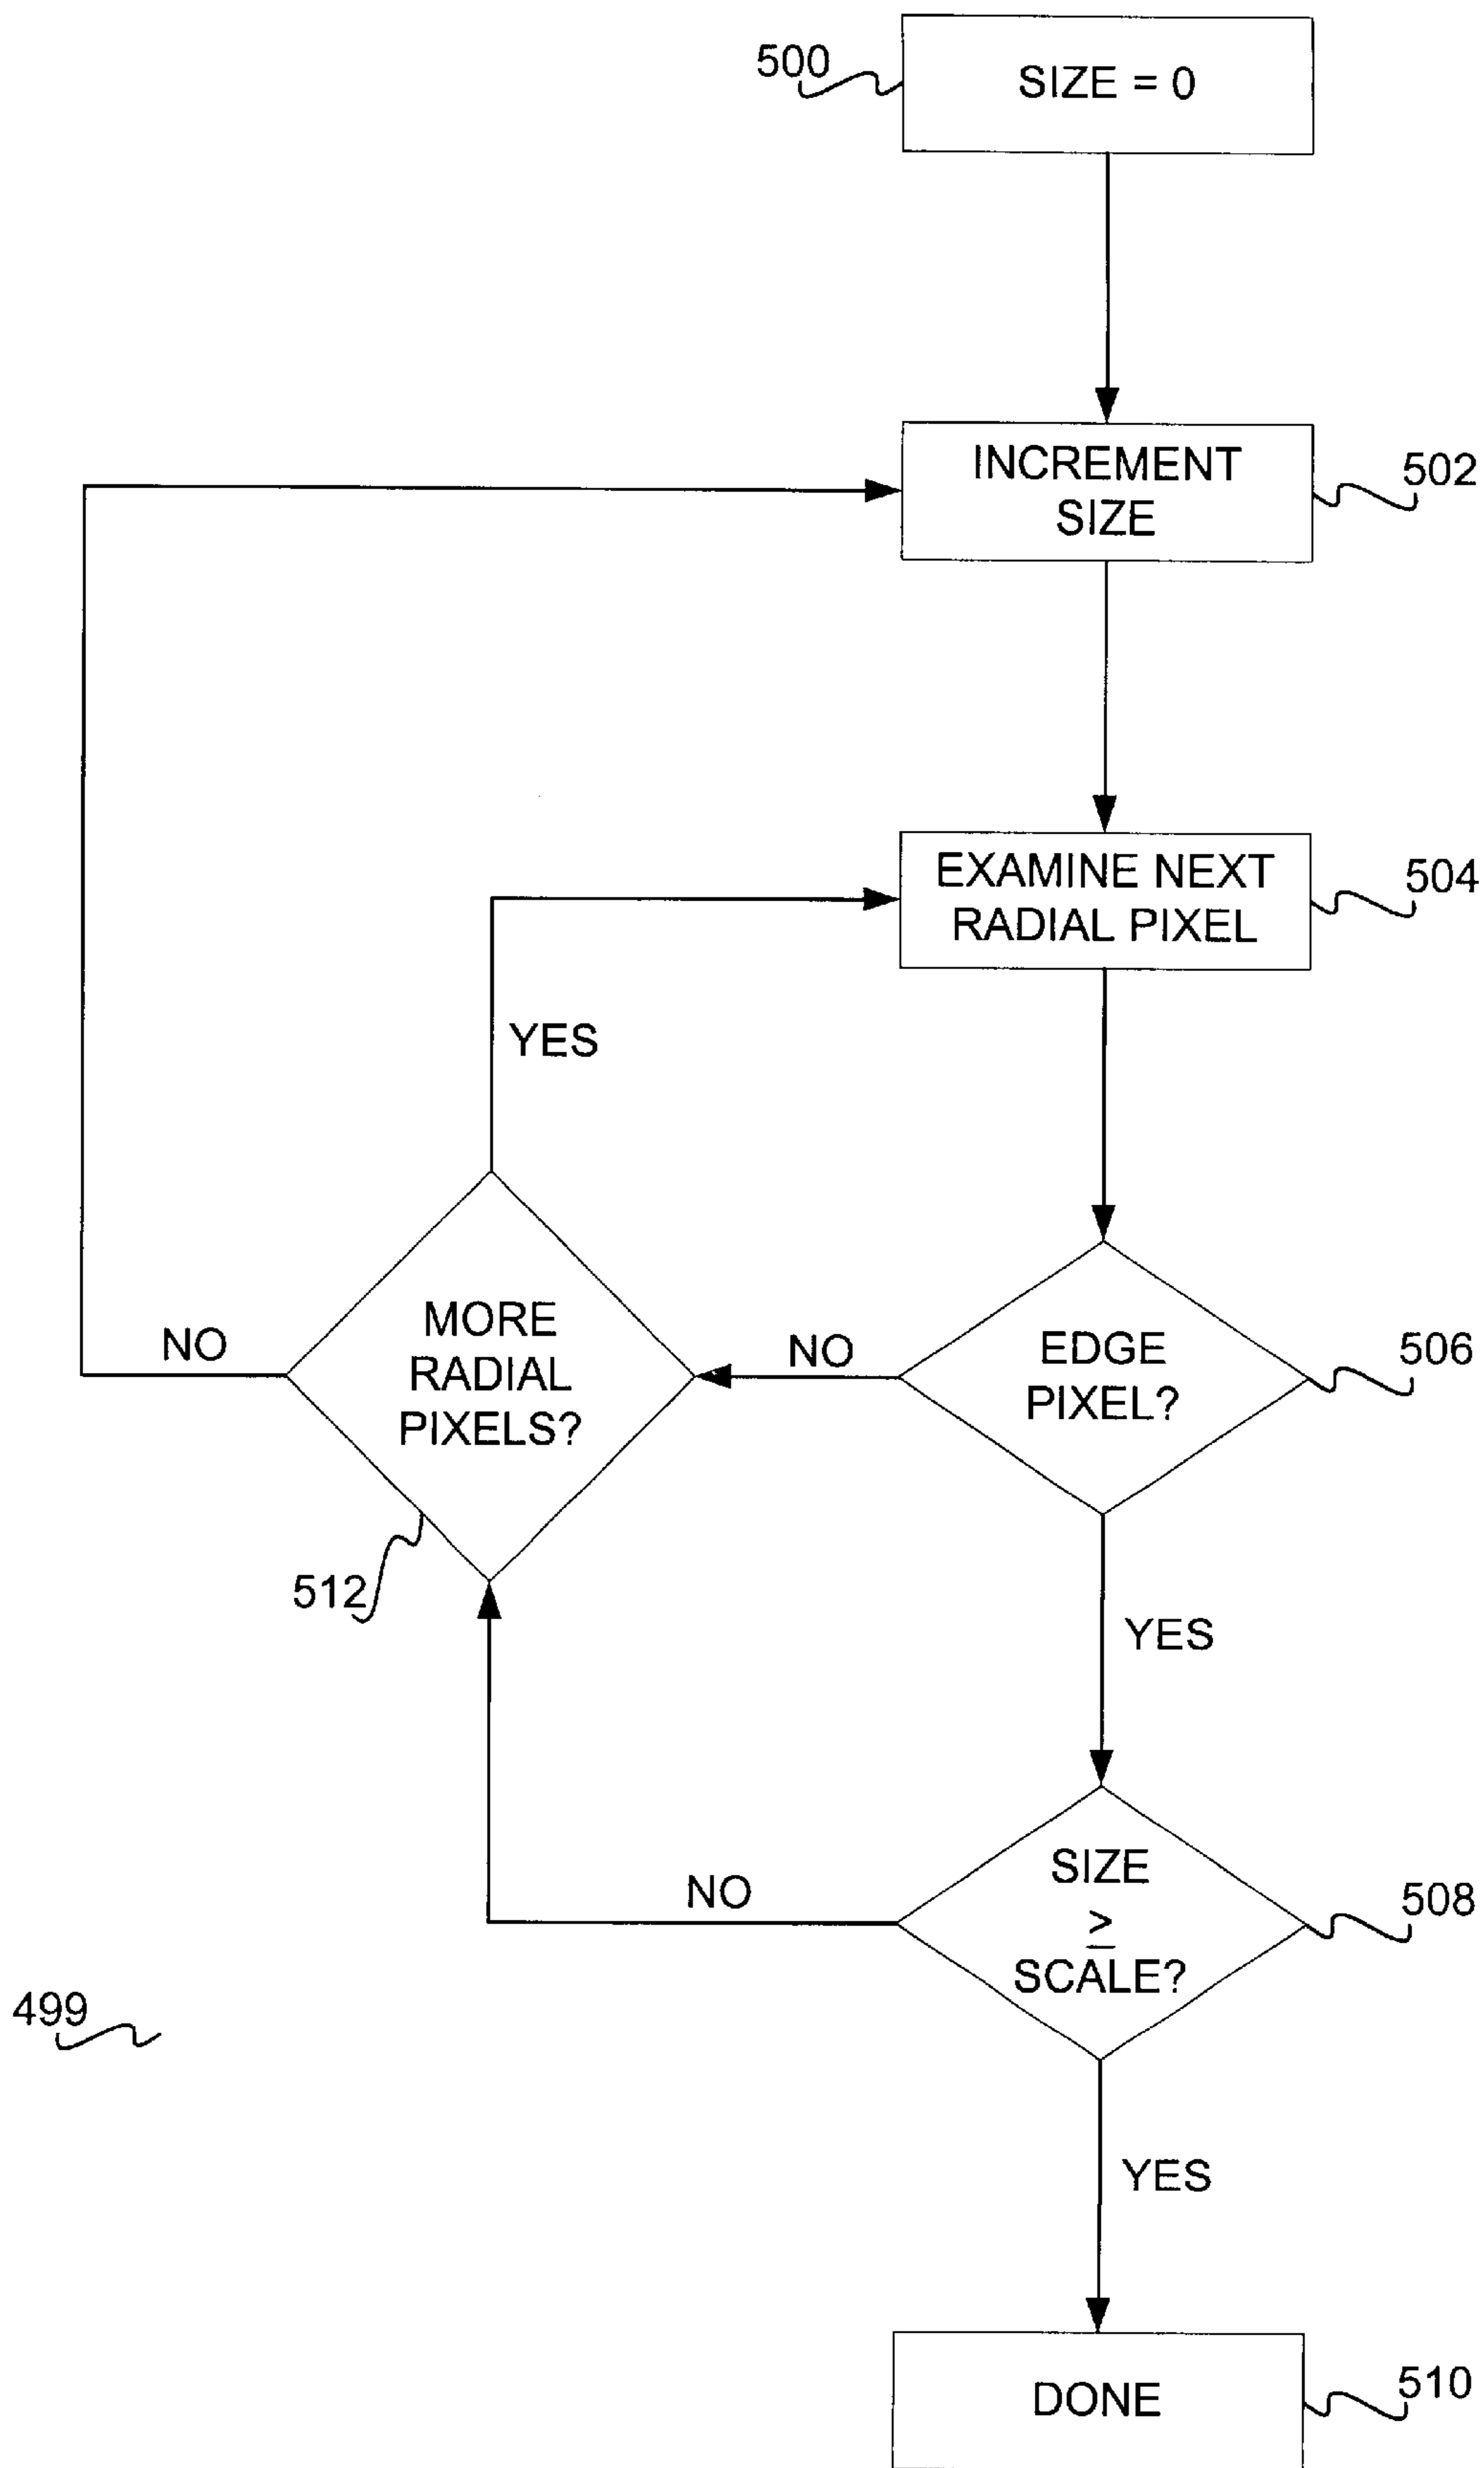 500
SIZE = 0
INCREMENT
SIZE
502
EXAMINE NEXT
RADIAL PIXEL
504
YES
MORE
RADIAL
PIXELS?
NO
NO
EDGE
PIXEL?
506
512
YES
SIZE
≥
SCALE?
508
NO
499
YES
DONE
510